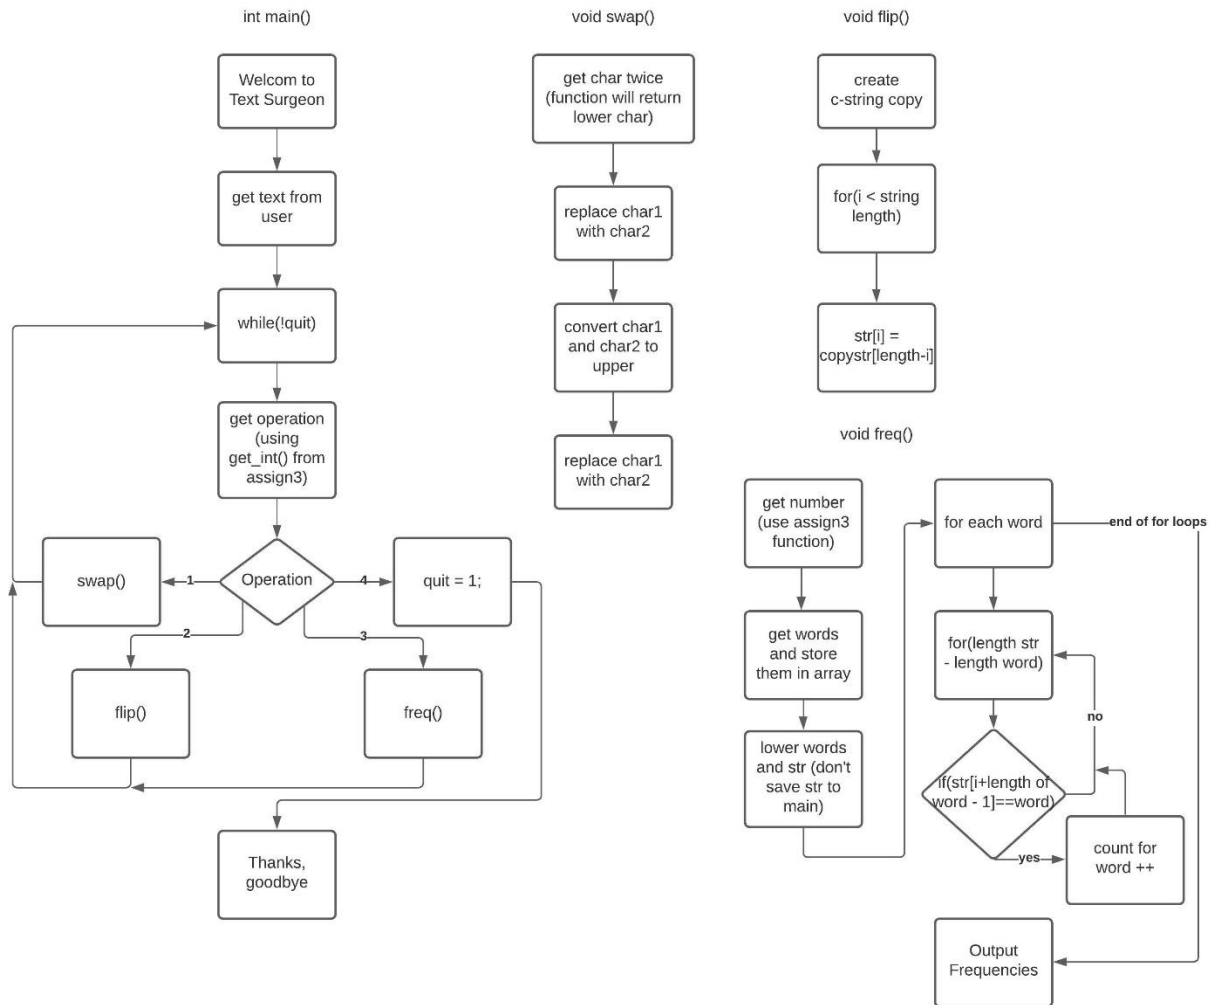 int main()
Welcom to
Text Surgeon
get text from
user
while(!quit)
get operation
(using
get_int() from
assign3)
Operation
1
swap()
4
quit = 1;
2
flip()
3
freq()
Thanks,
goodbye
void swap()
get char twice
(function will return
lower char)
replace char1
with char2
convert char1
and char2 to
upper
replace char1
with char2
void flip()
create
c-string copy
for(i < string
length)
str[i] =
copystr[length-i]
void freq()
get number
(use assign3
function)
get words
and store
them in array
lower words
and str (don't
save str to
main)
for each word
end of for loops
for(length str
- length word)
no
if(str[i+length of
word - 1]==word)
yes
count for
word ++
Output
Frequencies